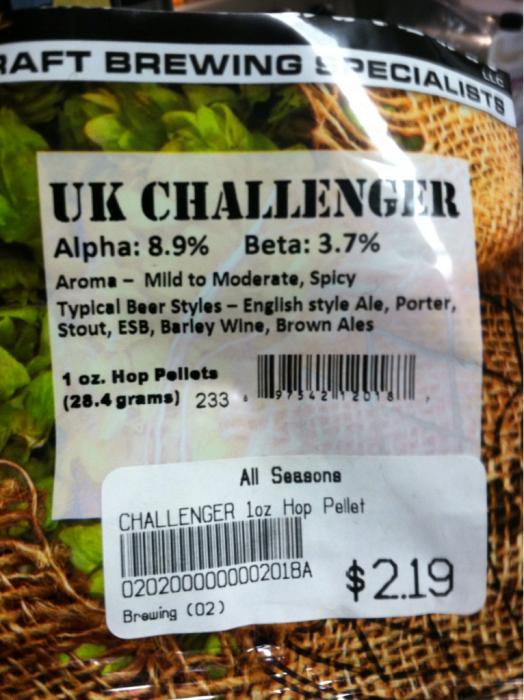 RAFT BREWING SPECIALISTS
LLC
UK CHALLENGER
Alpha: 8.9% Beta: 3.7%
Aroma – Mild to Moderate, Spicy
Typical Beer Styles – English style Ale, Porter,
Stout, ESB, Barley Wine, Brown Ales
1 oz. Hop Pellets
(28.4 grams) 233
All Seasons
CHALLENGER 1oz Hop Pellet
0202000000002018A
$2.19
Brewing (02)